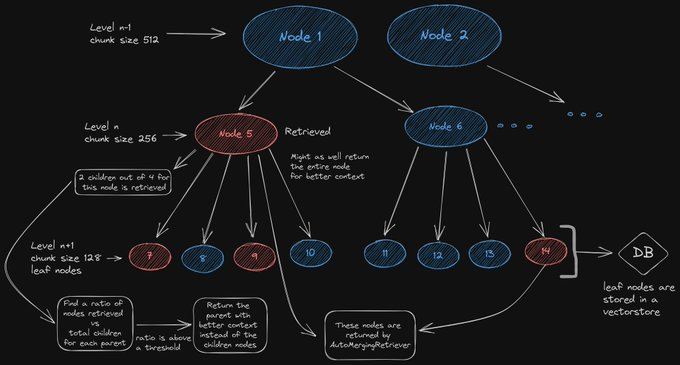 Level n-1
chunk size 512
Node 1
Node 2
Level n
chunk size 256
Node 5
Retrieved
Node 6
Might as well return
the entire node
for better context
2 children out of 4 for
this node is retrieved
Level n+1
chunk size 128
leaf nodes
7
8
9
10
11
12
13
14
DB
leaf nodes are
stored in a
vectorstore
Find a ratio of
nodes retrieved
vs
total children
for each parent
ratio is above
a threshold
Return the
parent with
better context
instead of the
children nodes
These nodes are
returned by
AutoMergingRetriever